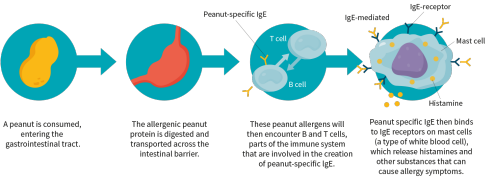 IgE-receptor
Peanut-specific IgE
IgE-mediated
T cell
Mast cell
B cell
Histamine
A peanut is consumed,
entering the
gastrointestinal tract.
The allergenic peanut
protein is digested and
transported across the
intestinal barrier.
These peanut allergens will
then encounter B and T cells,
parts of the immune system
that are involved in the creation
of peanut-specific IgE.
Peanut specific IgE then binds
to IgE receptors on mast cells
(a type of white blood cell),
which release histamines and
other substances that can
cause allergy symptoms.